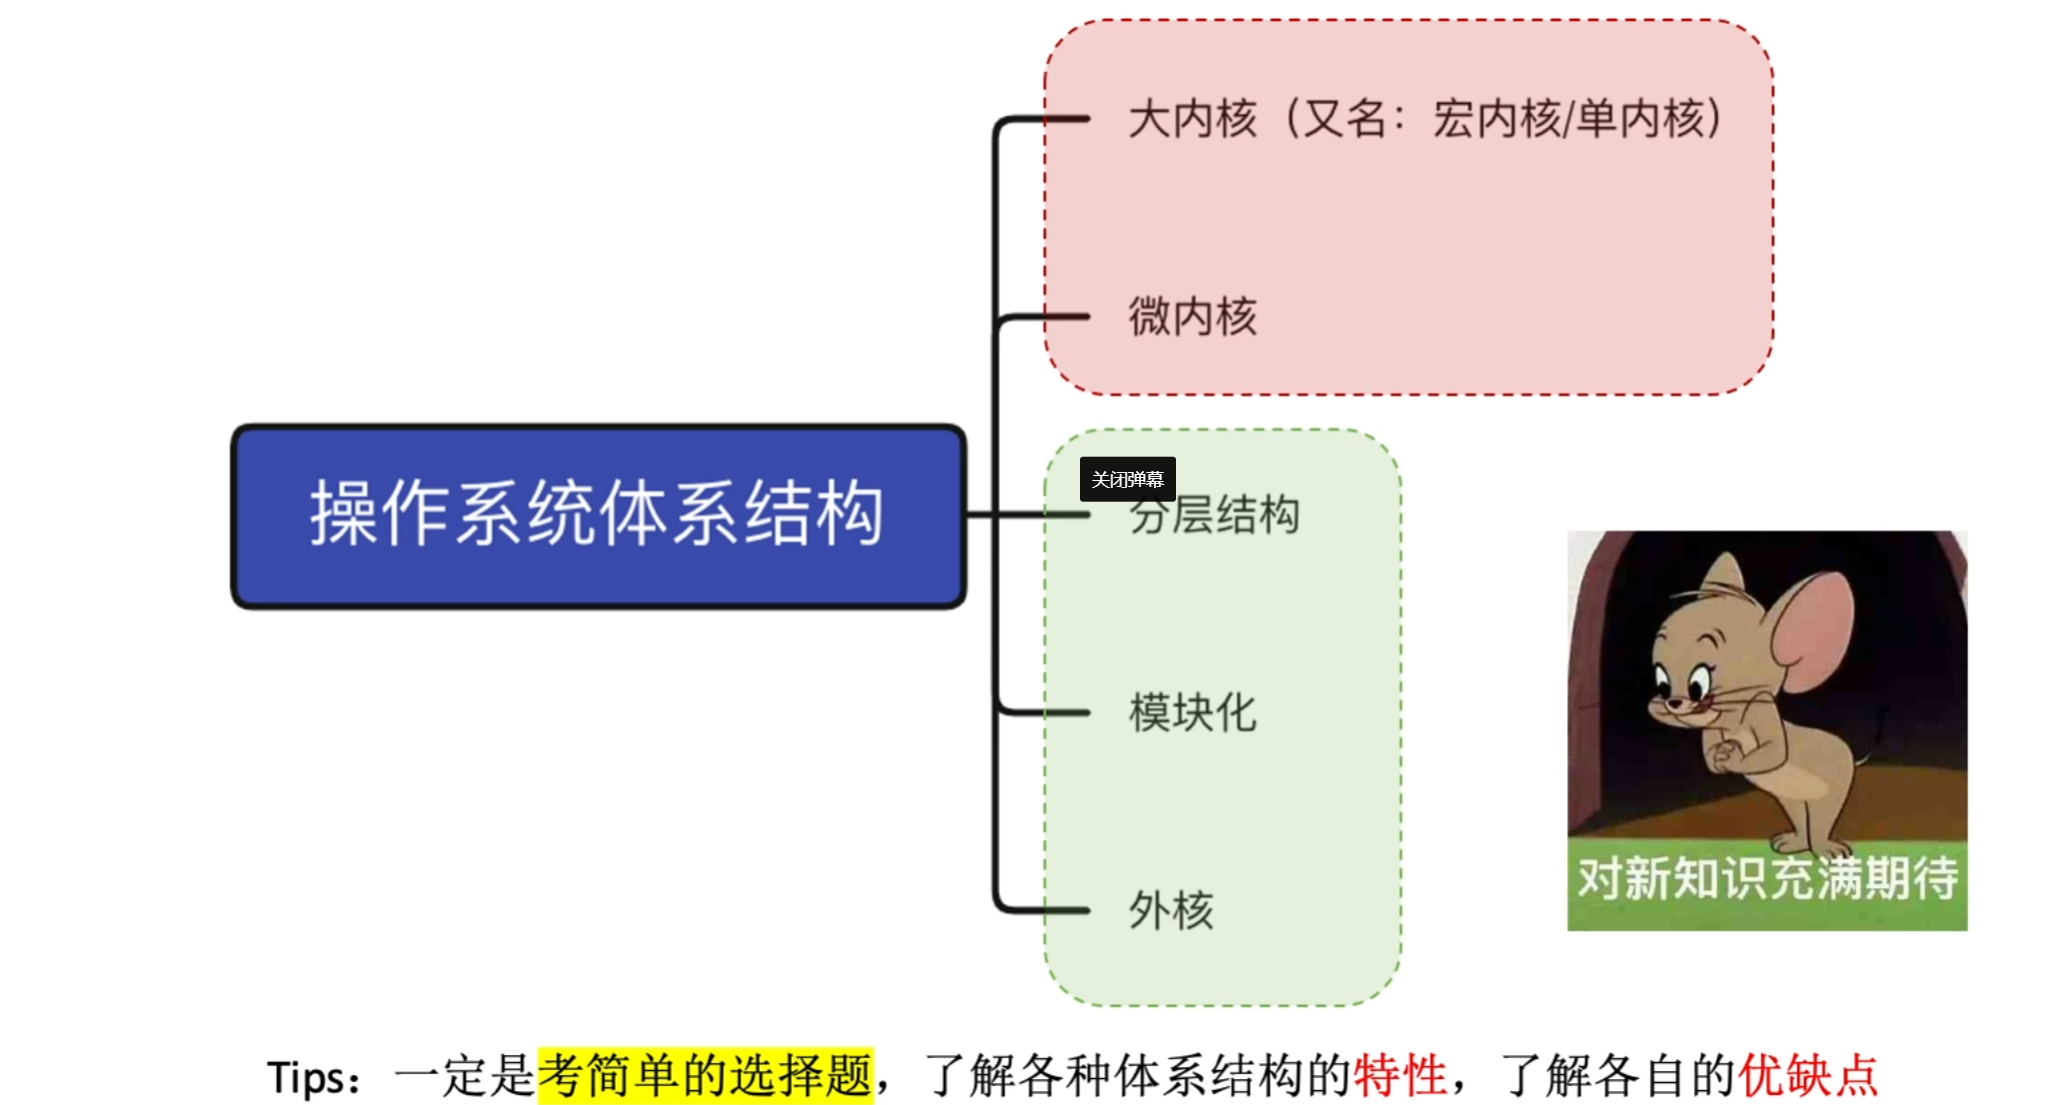 大内核（又名：宏内核/单内核）
微内核
操作系统体系结构
关闭弹幕
分层结构
模块化
外核
对新知识充满期待
Tips：一定是考简单的选择题，了解各种体系结构的特性，了解各自的优缺点